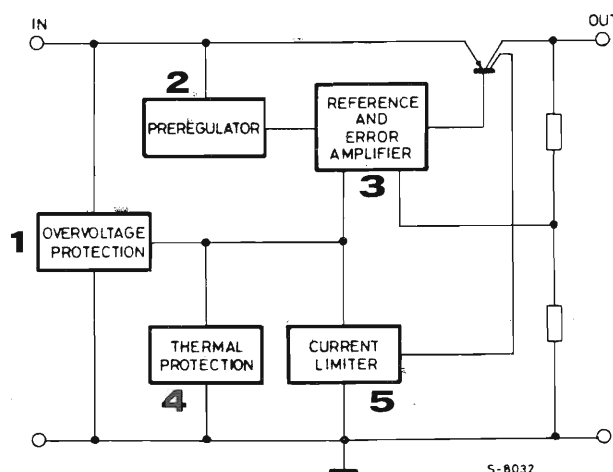 IN
OUT
2
PREREGULATOR
REFERENCE
AND
ERROR
AMPLIFIER
3
1
OVERVOLTAGE
PROTECTION
THERMAL
PROTECTION
4
CURRENT
LIMITER
5
S-8032